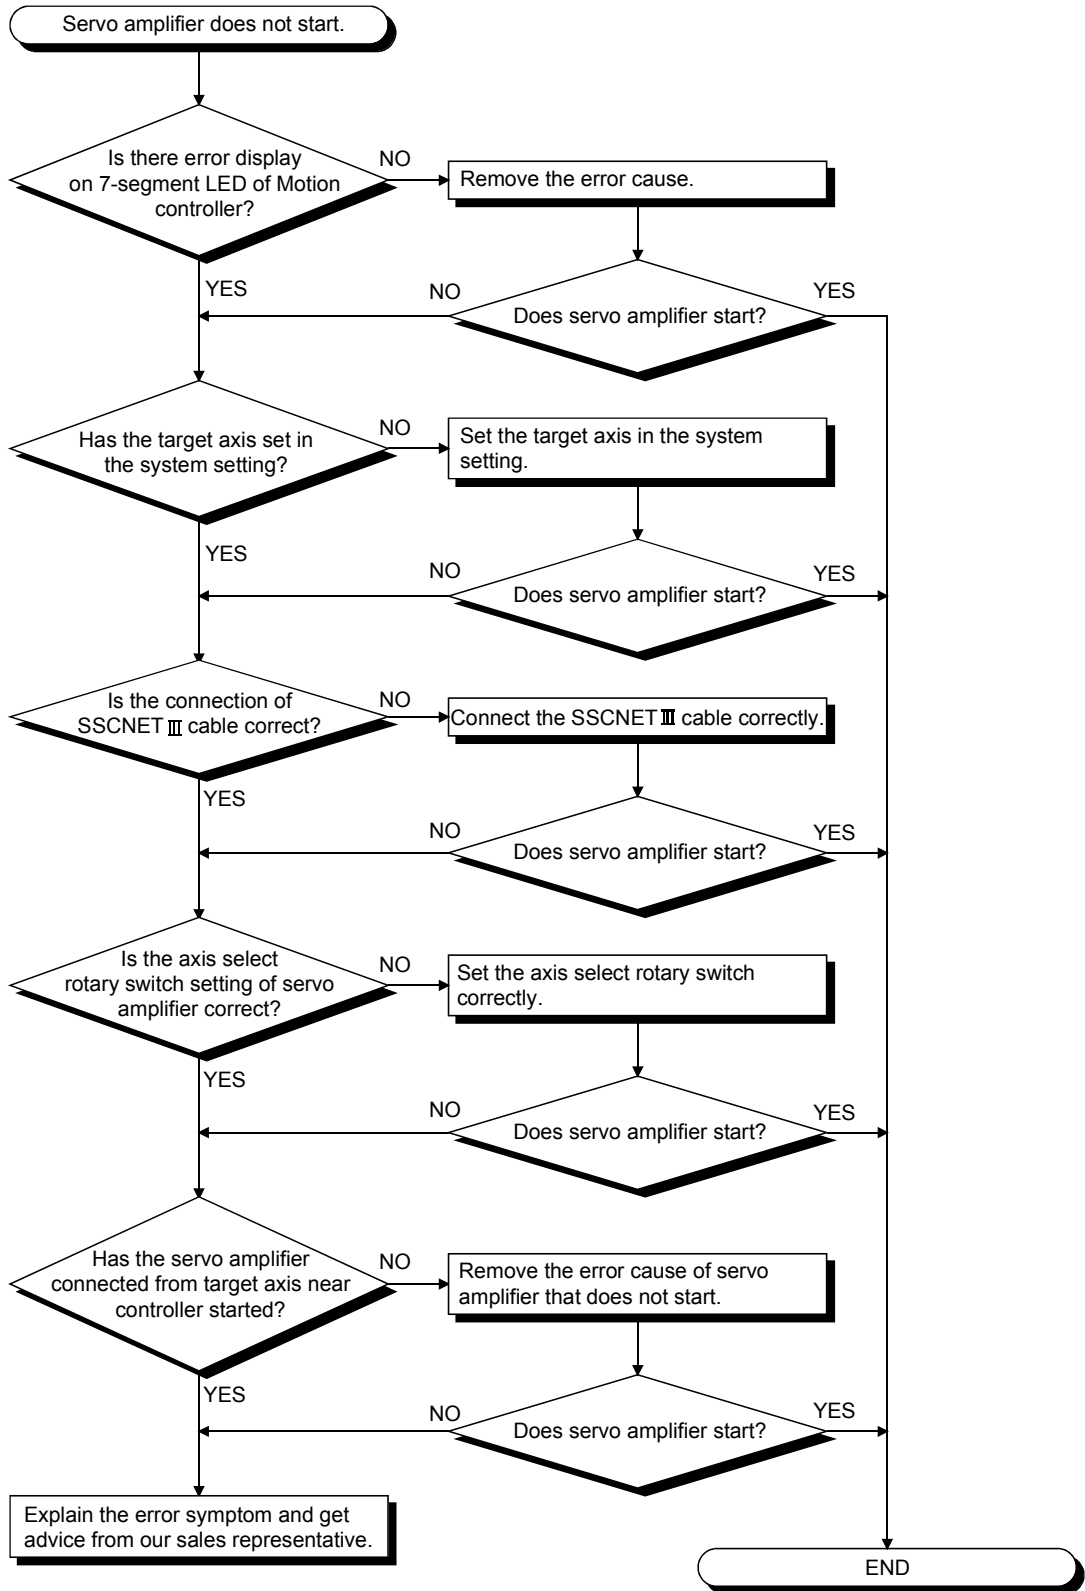 Servo amplifier does not start.
Is there error display
on 7-segment LED of Motion
controller?
NO
Remove the error cause.
YES
NO
Does servo amplifier start?
YES
Has the target axis set in
the system setting?
NO
Set the target axis in the system
setting.
YES
NO
Does servo amplifier start?
YES
Is the connection of
SSCNETⅢ cable correct?
NO
Connect the SSCNETⅢ cable correctly.
YES
NO
Does servo amplifier start?
YES
Is the axis select
rotary switch setting of servo
amplifier correct?
NO
Set the axis select rotary switch
correctly.
YES
NO
Does servo amplifier start?
YES
Has the servo amplifier
connected from target axis near
controller started?
NO
Remove the error cause of servo
amplifier that does not start.
YES
NO
Does servo amplifier start?
YES
Explain the error symptom and get
advice from our sales representative.
END